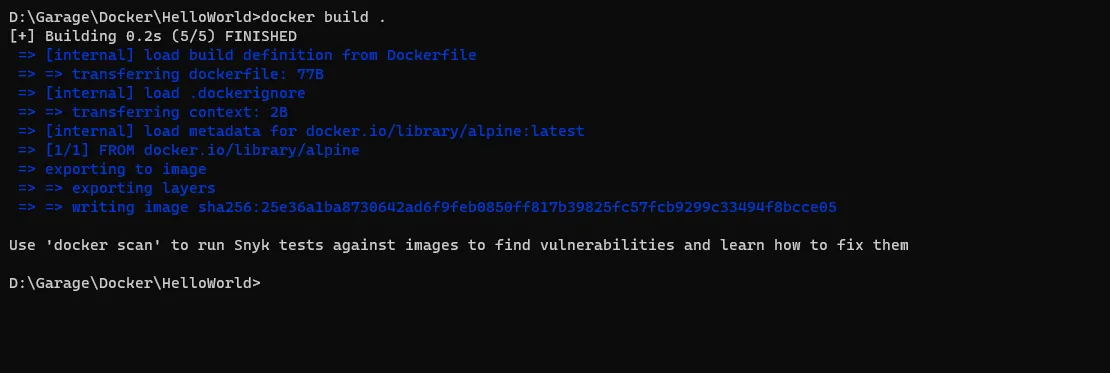 D:\Garage\Docker\HelloWorld>docker build .
[+] Building 0.2s (5/5) FINISHED
=> [internal] load build definition from Dockerfile
=> => transferring dockerfile: 77B
=> [internal] load .dockerignore
=> => transferring context: 2B
=> [internal] load metadata for docker.io/library/alpine:latest
=> [1/1] FROM docker.io/library/alpine
=> exporting to image
=> => exporting layers
=> => writing image sha256:25e36a1ba8730642ad6f9feb0850ff817b39825fc57fcb9299c33494f8bcce05
Use 'docker scan' to run Snyk tests against images to find vulnerabilities and learn how to fix them
D:\Garage\Docker\HelloWorld>